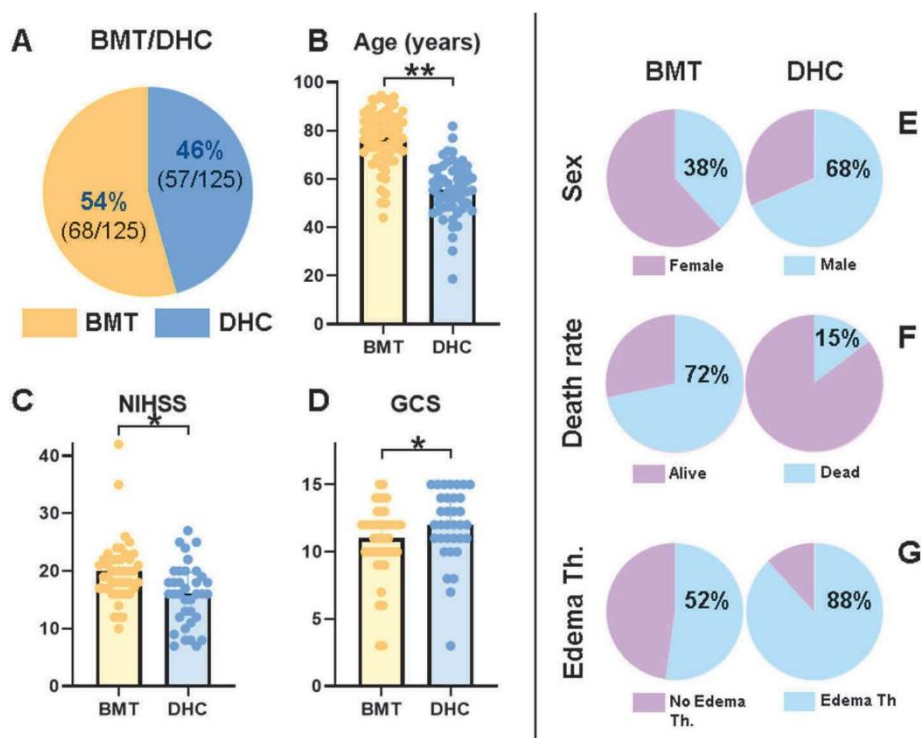 A
BMT/DHC
46%
(57/125)
54%
(68/125)
BMT
DHC
B
Age (years)
**
100
80
60
40
20
0
BMT
DHC
C
NIHSS
*
40
30
20
10
0
BMT
DHC
D
GCS
*
15
10
5
0
BMT
DHC
BMT
DHC
E
Sex
38%
68%
Female
Male
F
Death rate
72%
15%
Alive
Dead
G
Edema Th.
52%
88%
No Edema
Th.
Edema Th